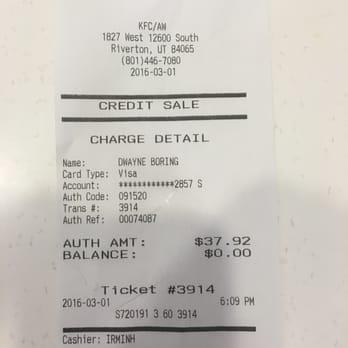 KFC/AW
1827 West 12600 South
Riverton, UT 84065
(801)446-7080
2016-03-01
CREDIT SALE
CHARGE DETAIL
Name: DWAYNE BORING
Card Type: Visa
Account: ************2857 S
Auth Code: 091520
Trans #: 3914
Auth Ref: 00074087
AUTH AMT: $37.92
BALANCE: $0.00
Ticket #3914
2016-03-01 6:09 PM
S720191 3 60 3914
Cashier: IRMINH